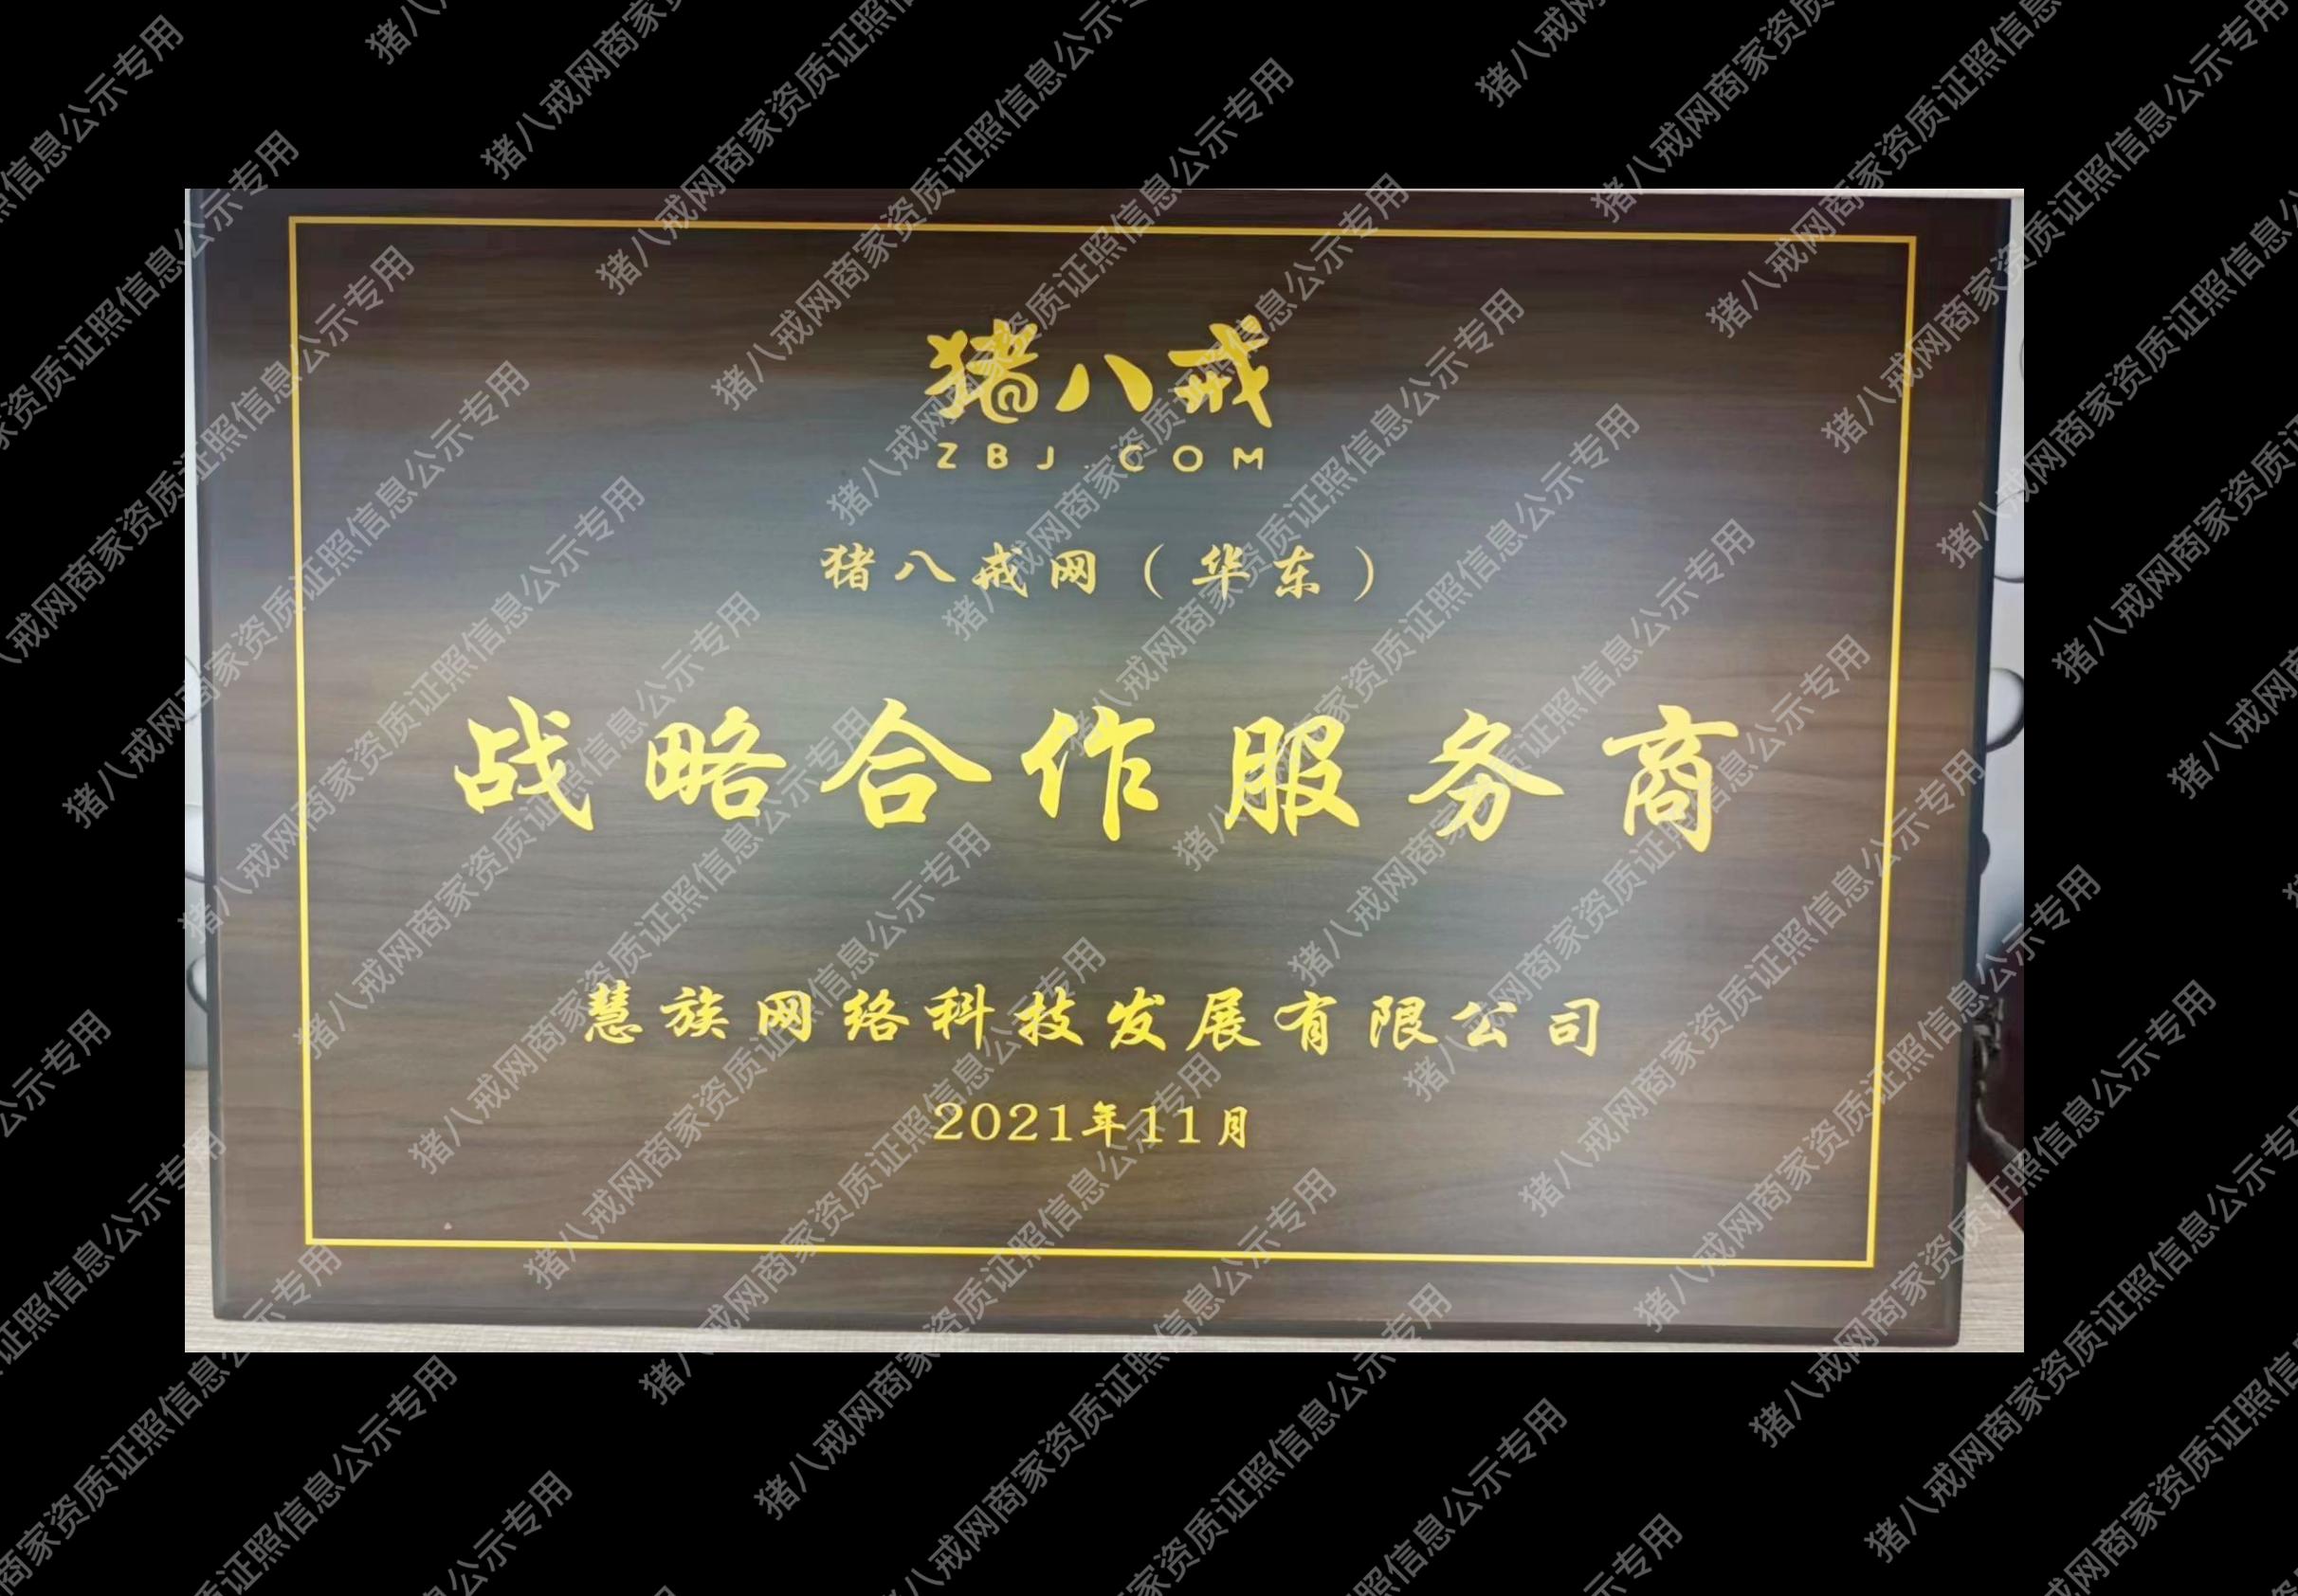 猪八戒
ZBJ.COM
猪八戒网（华东）
战略合作服务商
慧族网络科技发展有限公司
2021年11月
猪八戒网商家资质证照信息公示专用